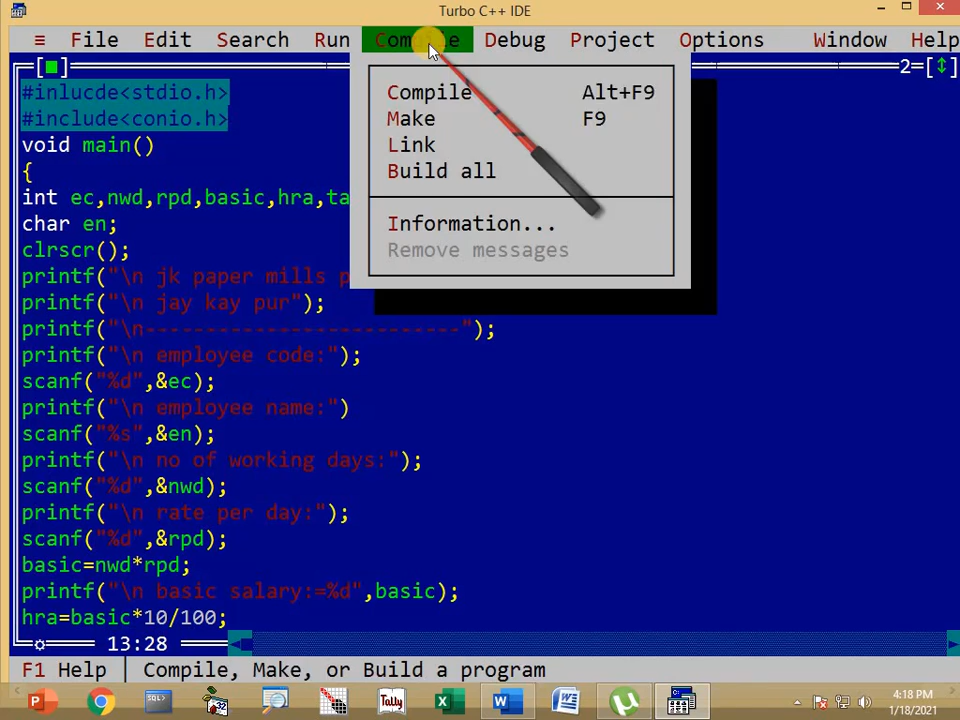 Turbo C++ IDE
≡ File Edit Search Run Compile Debug Project Options Window Help
[■] 2=[↕]
#inlucde<stdio.h>
#include<conio.h>
void main()
{
int ec,nwd,rpd,basic,hra,ta
char en;
clrscr();
printf("\n jk paper mills p
printf("\n jay kay pur");
printf("\n--------------------------");
printf("\n employee code:");
scanf("%d",&ec);
printf("\n employee name:")
scanf("%s",&en);
printf("\n no of working days:");
scanf("%d",&nwd);
printf("\n rate per day:");
scanf("%d",&rpd);
basic=nwd*rpd;
printf("\n basic salary:=%d",basic);
hra=basic*10/100;
Compile Alt+F9
Make F9
Link
Build all
Information...
Remove messages
13:28
F1 Help | Compile, Make, or Build a program
4:18 PM
1/18/2021
SQL>
32
Tally